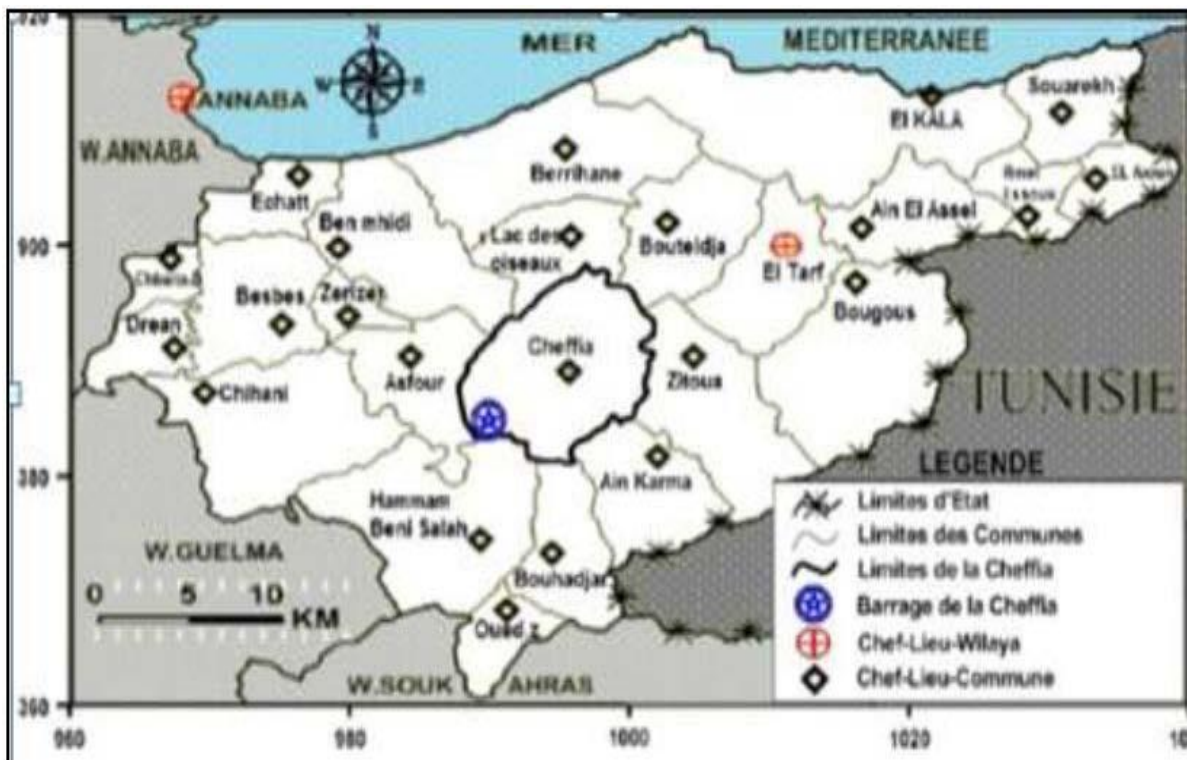 MER MEDITERRANEE
N
ANNABA
W.ANNABA
El KALA
Souarekh
Berrihane
Echatt
Ben mhidi
Lac des
oiseaux
Bouteldja
Ain El Assel
El Tarf
900
Besbes
Zerizer
Bougous
Drean
Cheffia
Asfour
Zitoua
Chihani
TUNISIE
380
Ain Karma
Hammam
Beni Salah
Bouhadjar
Oued z
W.GUELMA
0 5 10
KM
W.SOUK AHRAS
LEGENDE
Limites d'Etat
Limites des Communes
Limites de la Cheffia
Barrage de la Cheffia
Chef-Lieu-Wilaya
Chef-Lieu-Commune
360
960 980 1000 1020